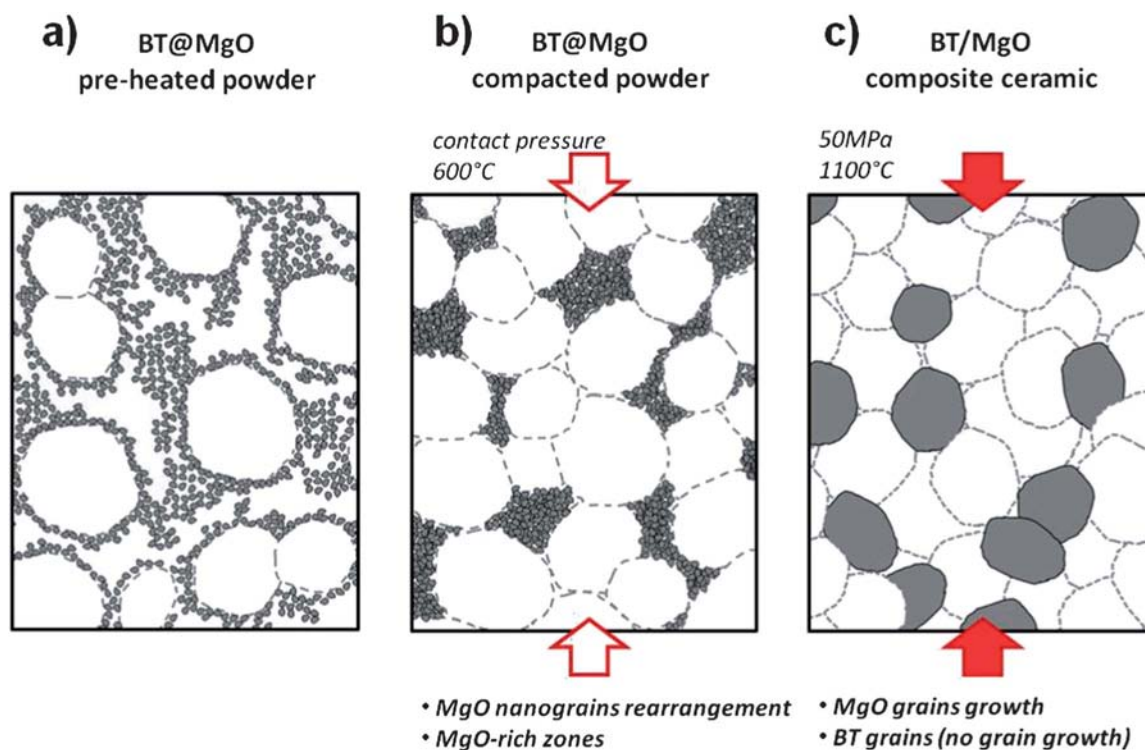 a)
BT@MgO
pre-heated powder
b)
BT@MgO
compacted powder
contact pressure
600°C
• MgO nanograins rearrangement
• MgO-rich zones
c)
BT/MgO
composite ceramic
50MPa
1100°C
• MgO grains growth
• BT grains (no grain growth)